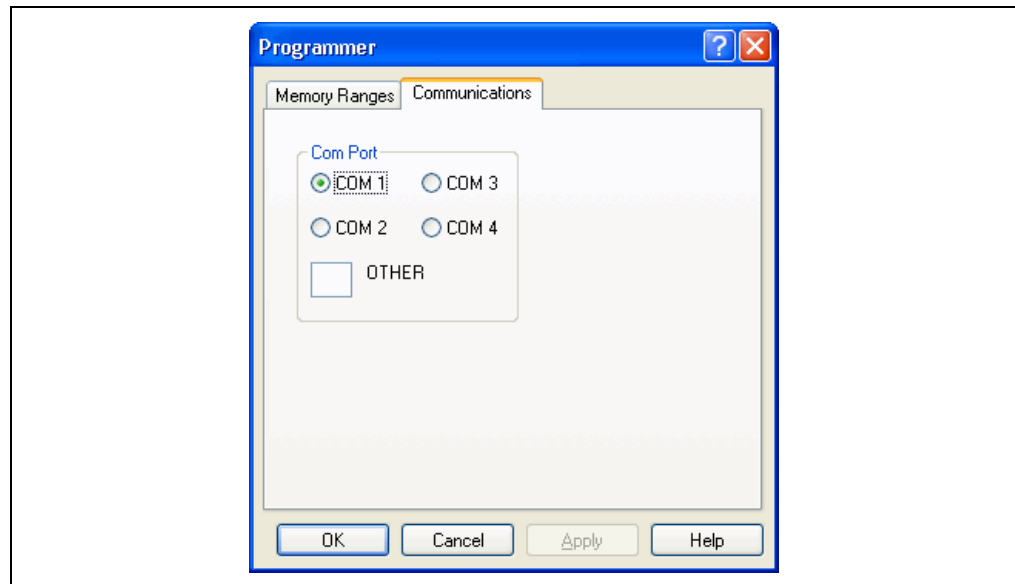 Programmer
Memory Ranges Communications
Com Port
COM 1 COM 3
COM 2 COM 4
OTHER
OK Cancel Apply Help